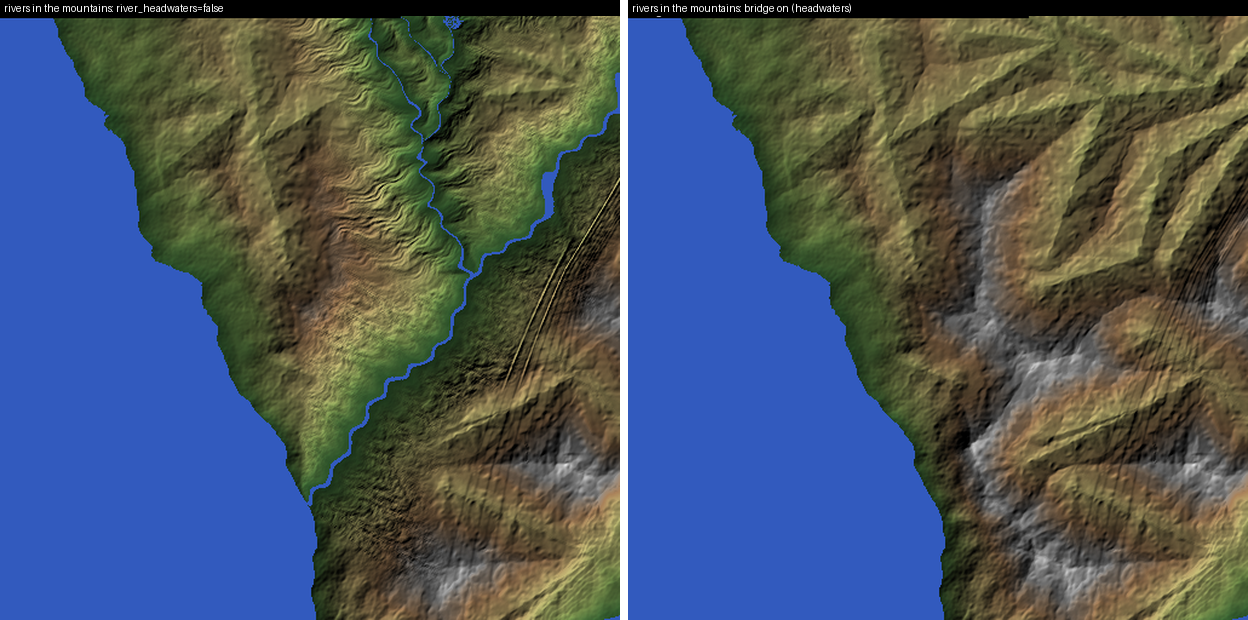 rivers in the mountains: river_headwaters=false
rivers in the mountains: bridge on (headwaters)